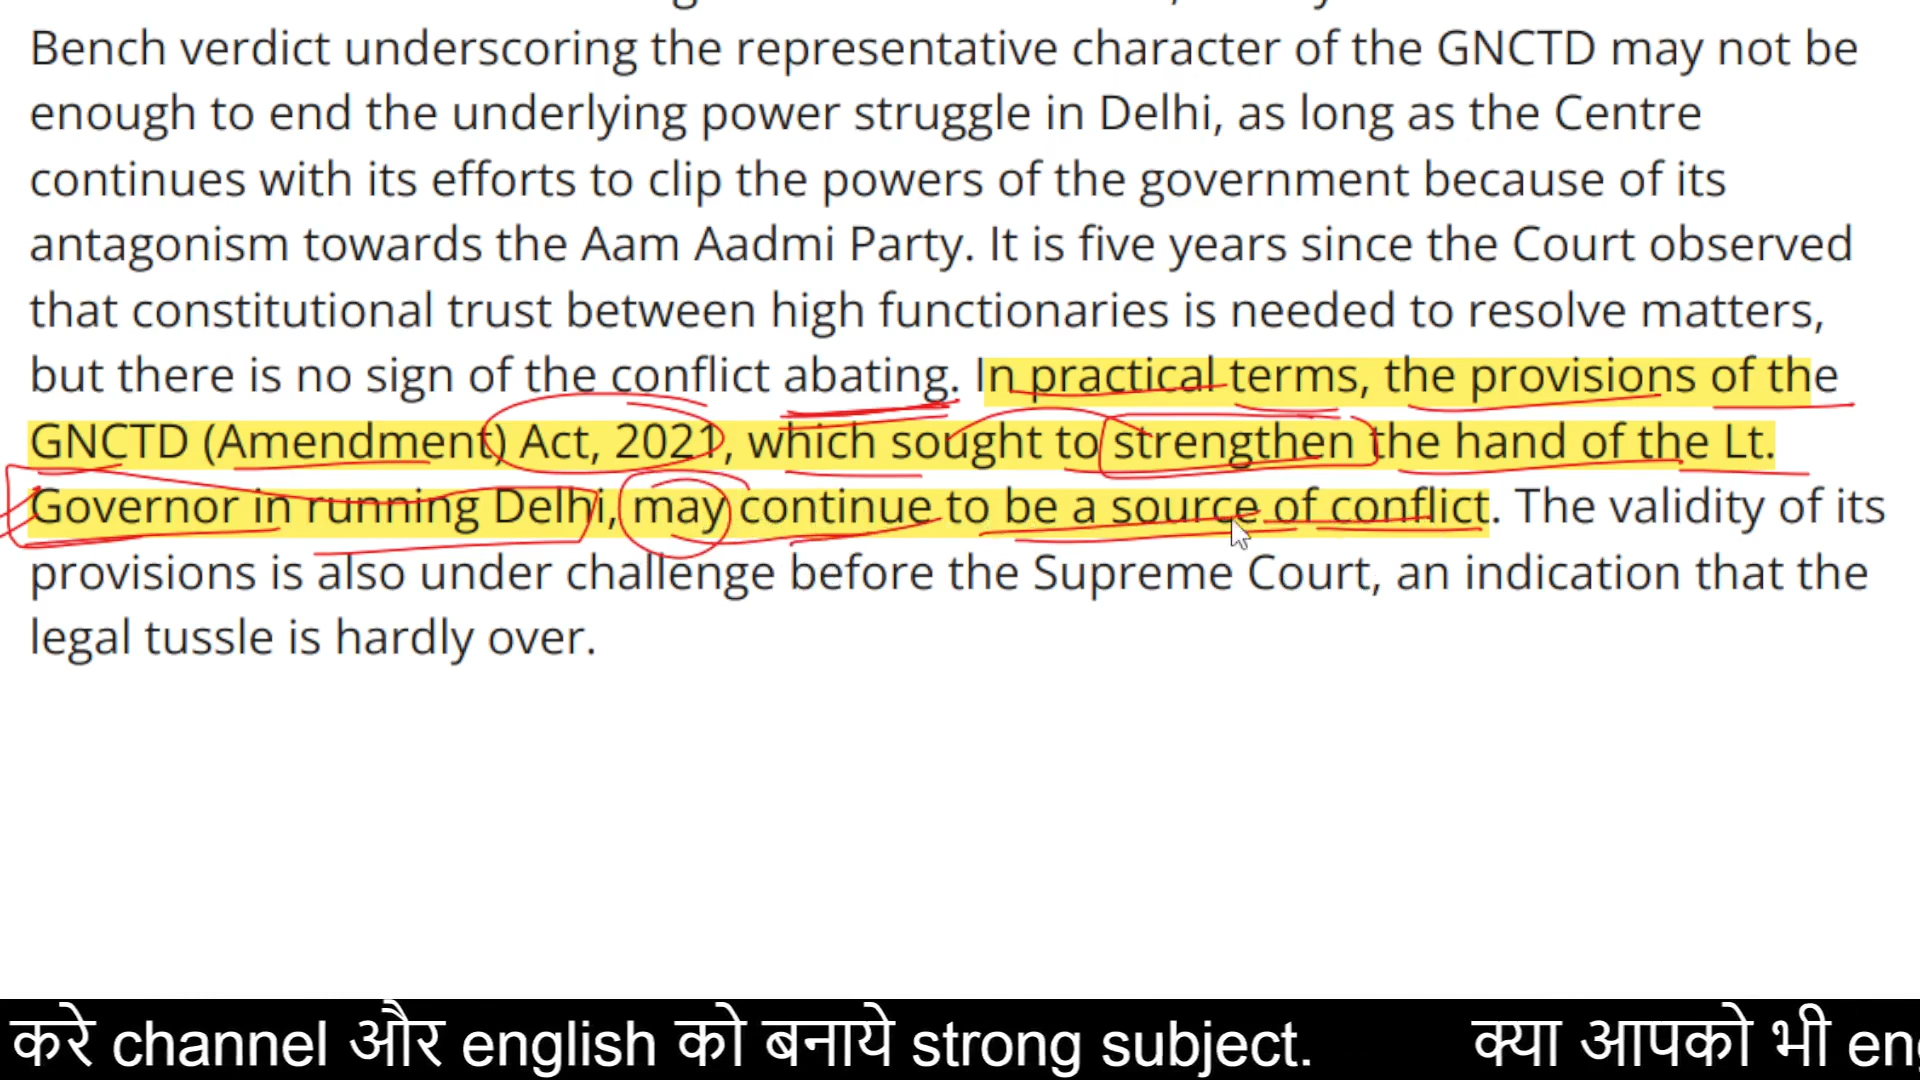 Bench verdict underscoring the representative character of the GNCTD may not be
enough to end the underlying power struggle in Delhi, as long as the Centre
continues with its efforts to clip the powers of the government because of its
antagonism towards the Aam Aadmi Party. It is five years since the Court observed
that constitutional trust between high functionaries is needed to resolve matters,
but there is no sign of the conflict abating. In practical terms, the provisions of the
GNCTD (Amendment) Act, 2021, which sought to strengthen the hand of the Lt.
Governor in running Delhi, may continue to be a source of conflict. The validity of its
provisions is also under challenge before the Supreme Court, an indication that the
legal tussle is hardly over.
करे channel और english को बनाये strong subject. क्या आपको भी